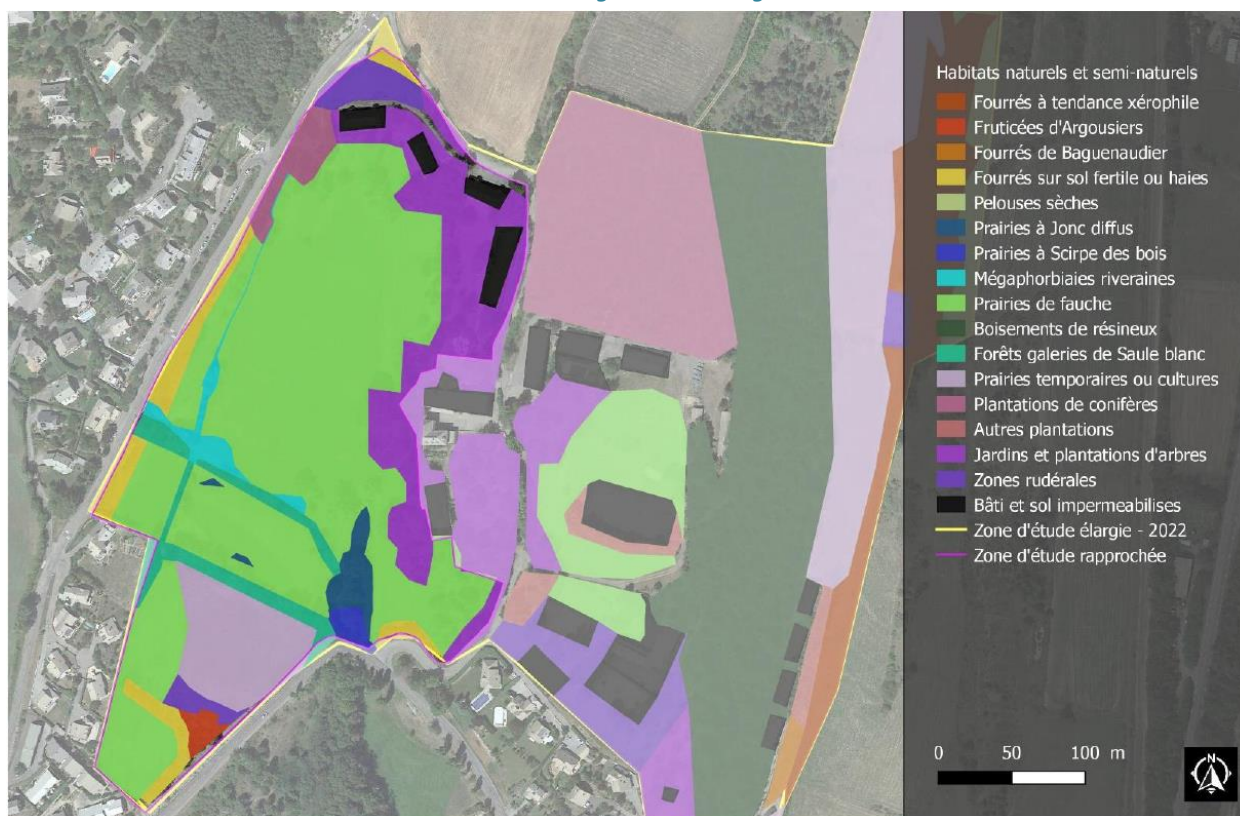 Habitats naturels et semi-naturels
Fourrés à tendance xérophile
Fruticées d'Argousiers
Fourrés de Baguenaudier
Fourrés sur sol fertile ou haies
Pelouses sèches
Prairies à Jonc diffus
Prairies à Scirpe des bois
Mégaphorbiaies riveraines
Prairies de fauche
Boisements de résineux
Forêts galeries de Saule blanc
Prairies temporaires ou cultures
Plantations de conifères
Autres plantations
Jardins et plantations d'arbres
Zones rudérales
Bâti et sol impermeabilises
Zone d'étude élargie - 2022
Zone d'étude rapprochée
0 50 100 m
N